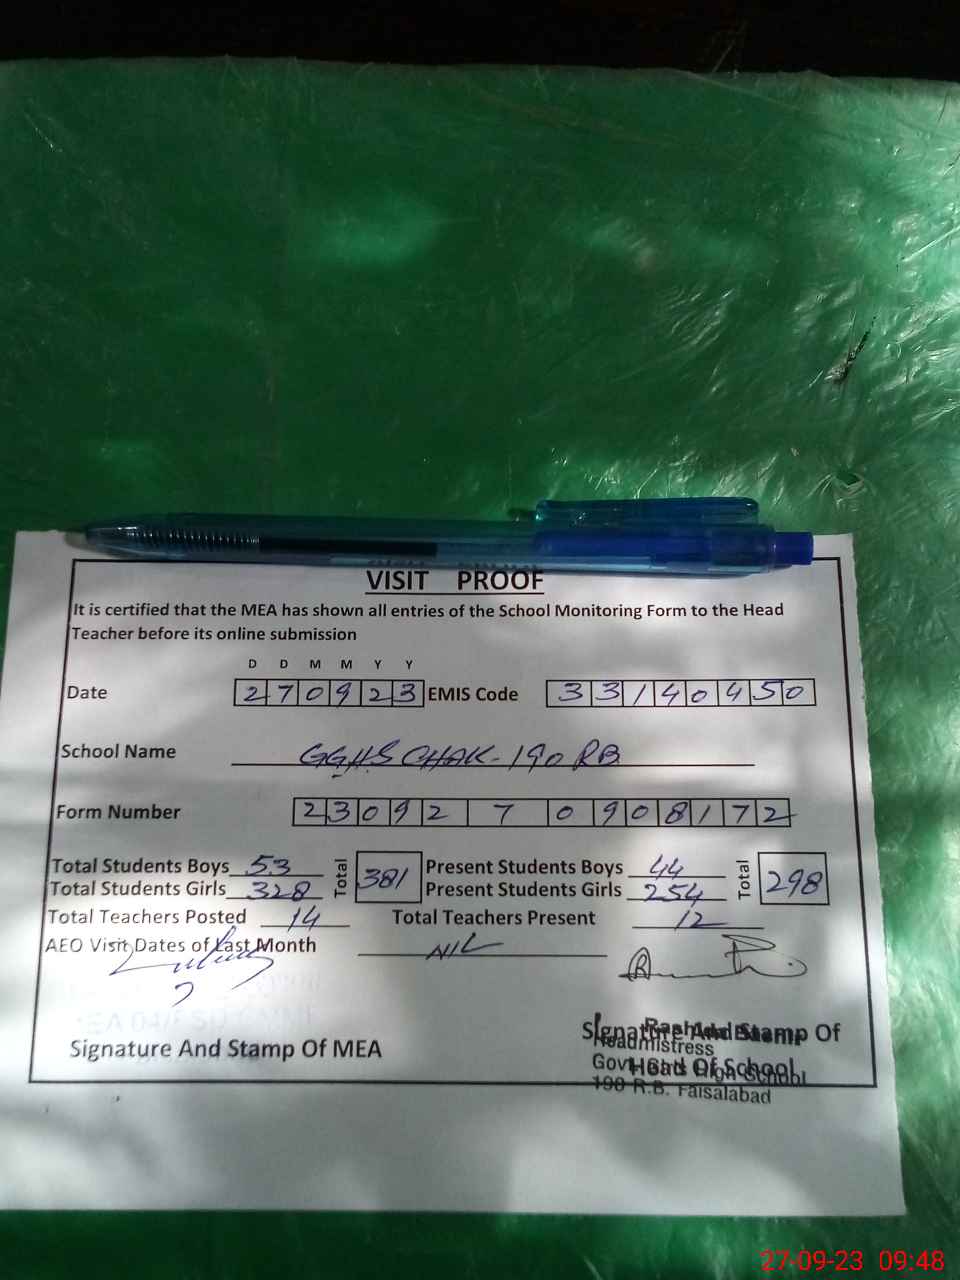 VISIT PROOF
It is certified that the MEA has shown all entries of the School Monitoring Form to the Head
Teacher before its online submission
D D M M Y Y
Date 2 7 0 9 2 3 EMIS Code 3 3 1 4 0 4 5 0
School Name GGHS CHAK-190 RB
Form Number 2 3 0 9 2 7 0 9 0 8 1 7 2
Total Students Boys 53 Total 381 Present Students Boys 44 Total 298
Total Students Girls 328 Present Students Girls 254
Total Teachers Posted 14 Total Teachers Present 12
AEO Visit Dates of Last Month NIL
Signature And Stamp Of MEA
Signature And Stamp Of
Head Of School
Headmistress
Govt. Girls High School
190 R.B. Faisalabad
27-09-23 09:48